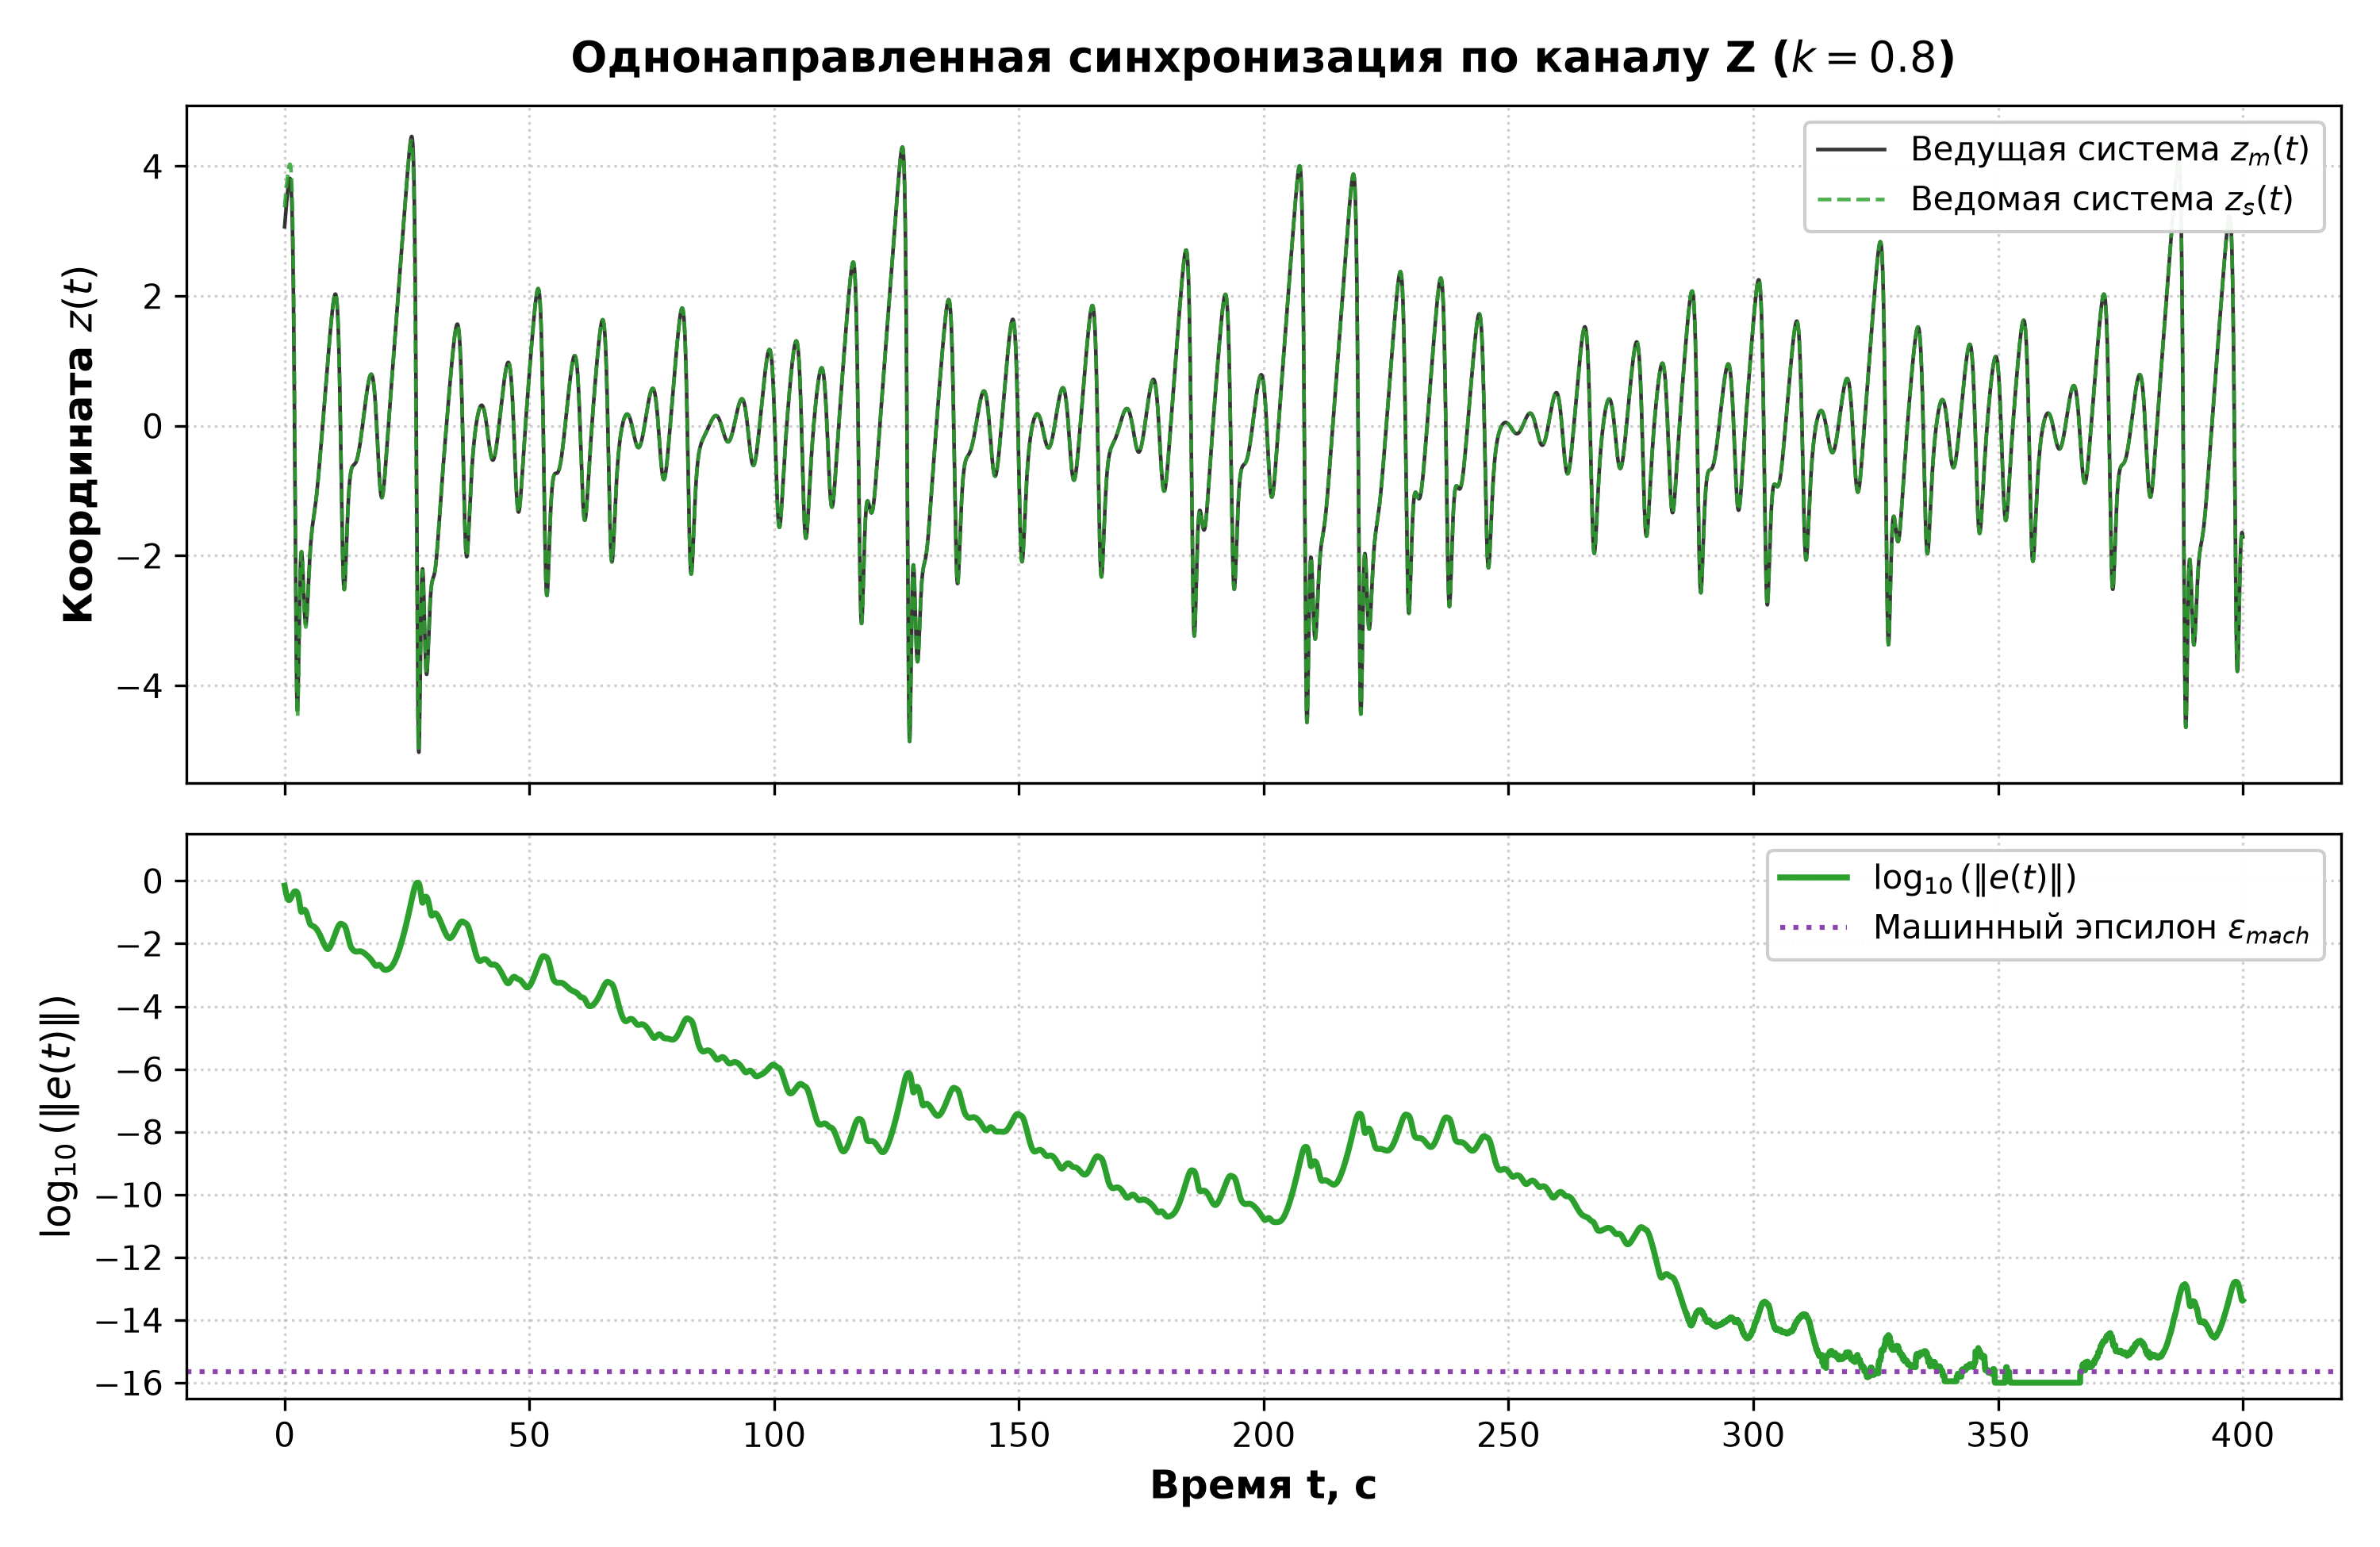 Однонаправленная синхронизация по каналу Z (k = 0.8)
Координата z(t)
4
2
0
−2
−4
Ведущая система z_m(t)
Ведомая система z_s(t)
log₁₀(‖e(t)‖)
0
−2
−4
−6
−8
−10
−12
−14
−16
log₁₀(‖e(t)‖)
Машинный эпсилон ε_mach
0 50 100 150 200 250 300 350 400
Время t, с